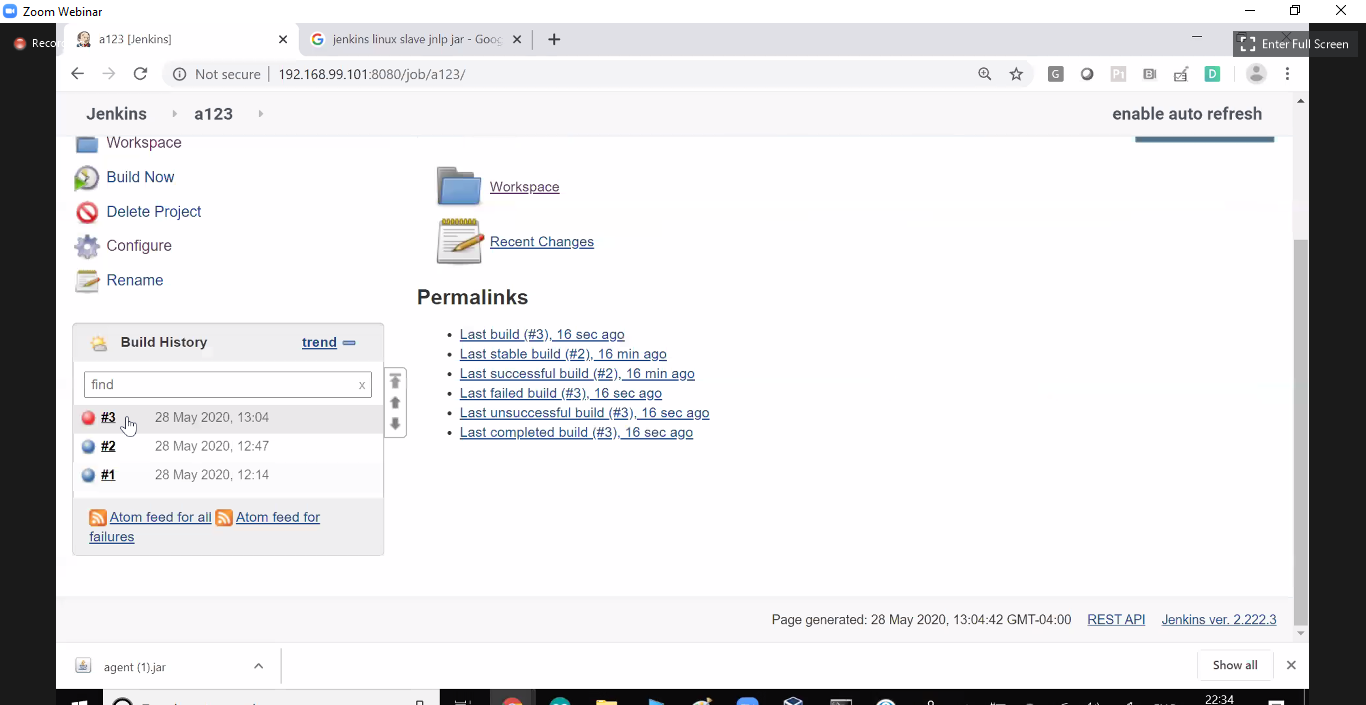 Zoom Webinar
Recor
a123 [Jenkins]
jenkins linux slave jnlp jar - Goog
Enter Full Screen
Not secure
192.168.99.101:8080/job/a123/
Jenkins
a123
enable auto refresh
Workspace
Build Now
Delete Project
Configure
Rename
Workspace
Recent Changes
Permalinks
Last build (#3), 16 sec ago
Last stable build (#2), 16 min ago
Last successful build (#2), 16 min ago
Last failed build (#3), 16 sec ago
Last unsuccessful build (#3), 16 sec ago
Last completed build (#3), 16 sec ago
Build History
trend
find
x
#3 28 May 2020, 13:04
#2 28 May 2020, 12:47
#1 28 May 2020, 12:14
Atom feed for all Atom feed for
failures
Page generated: 28 May 2020, 13:04:42 GMT-04:00 REST API Jenkins ver. 2.222.3
agent (1).jar
Show all
22:34